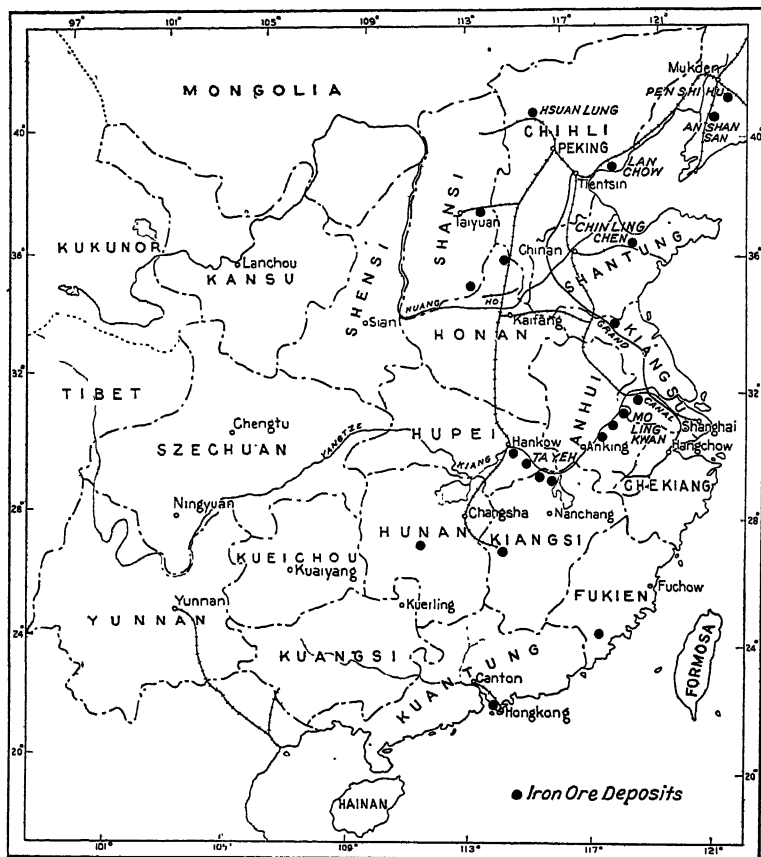 97° 101° 105° 109° 113° 117° 121°
Mukden
MONGOLIA
PEN SHI HU
HSUAN LUNG
40°
CHIHLI
AN SHAN
SAN
40°
PEKING
LAN
CHOW
Tientsin
SHANSI
Taiyuan
CHIN LING
CHEN
KUKUNOR
Chinan
SHANTUNG
36°
Lanchou
36°
KANSU
SHENSI
HUANG HO
Sian
Kaifang
HONAN
GRAND
KIANGSU
32°
TIBET
ANHUI
32°
CANAL
Chengtu
HUPEI
MO
LING
KWAN
Shanghai
SZECHUAN
YANGTZE
KIANG
Hankow
TA YEH
Anking
Hangchow
CHEKIANG
Ningyuan
Changsha
Nanchang
28°
28°
HUNAN
KIANGSI
KUEICHOU
Kuaiyang
FUKIEN
Fuchow
Yunnan
Kuerling
YUNNAN
24°
24°
KUANGSI
KUANTUNG
FORMOSA
Canton
Hongkong
20°
20°
HAINAN
Iron Ore Deposits
101° 105° 109° 113° 117° 121°